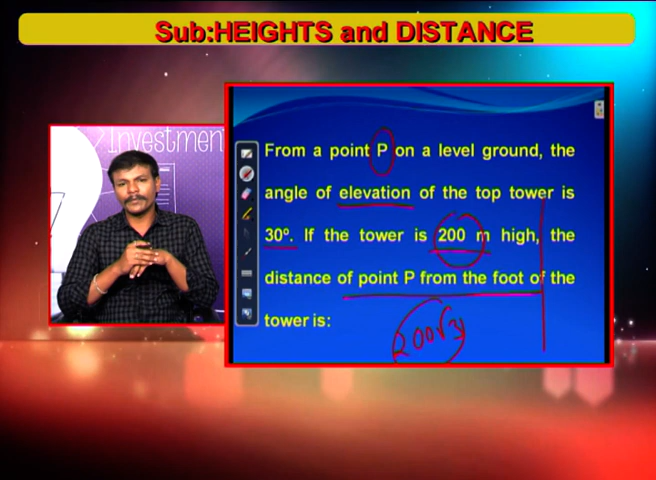 Sub:HEIGHTS and DISTANCE
Investment
From a point P on a level ground, the
angle of elevation of the top tower is
30º. If the tower is 200 m high, the
distance of point P from the foot of the
tower is:
200√3